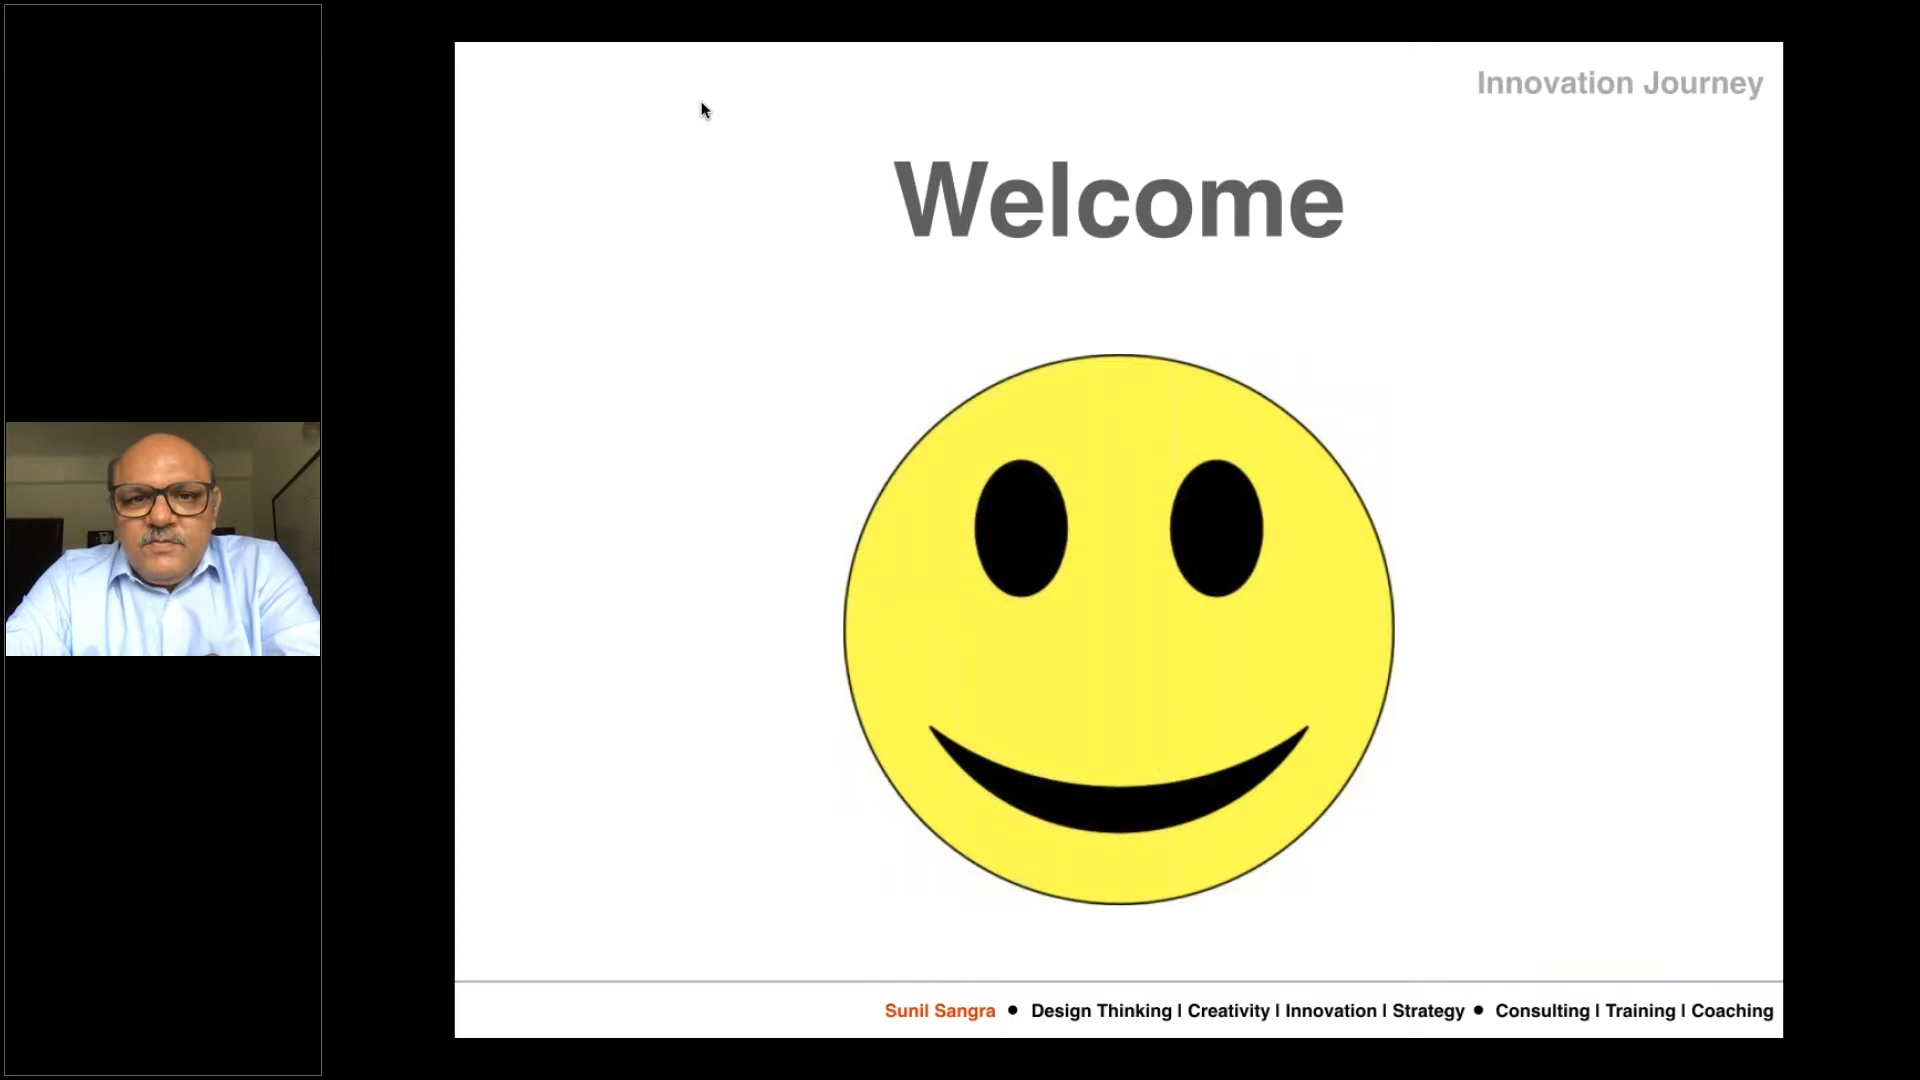 Innovation Journey
Welcome
Sunil Sangra ● Design Thinking | Creativity | Innovation | Strategy ● Consulting | Training | Coaching